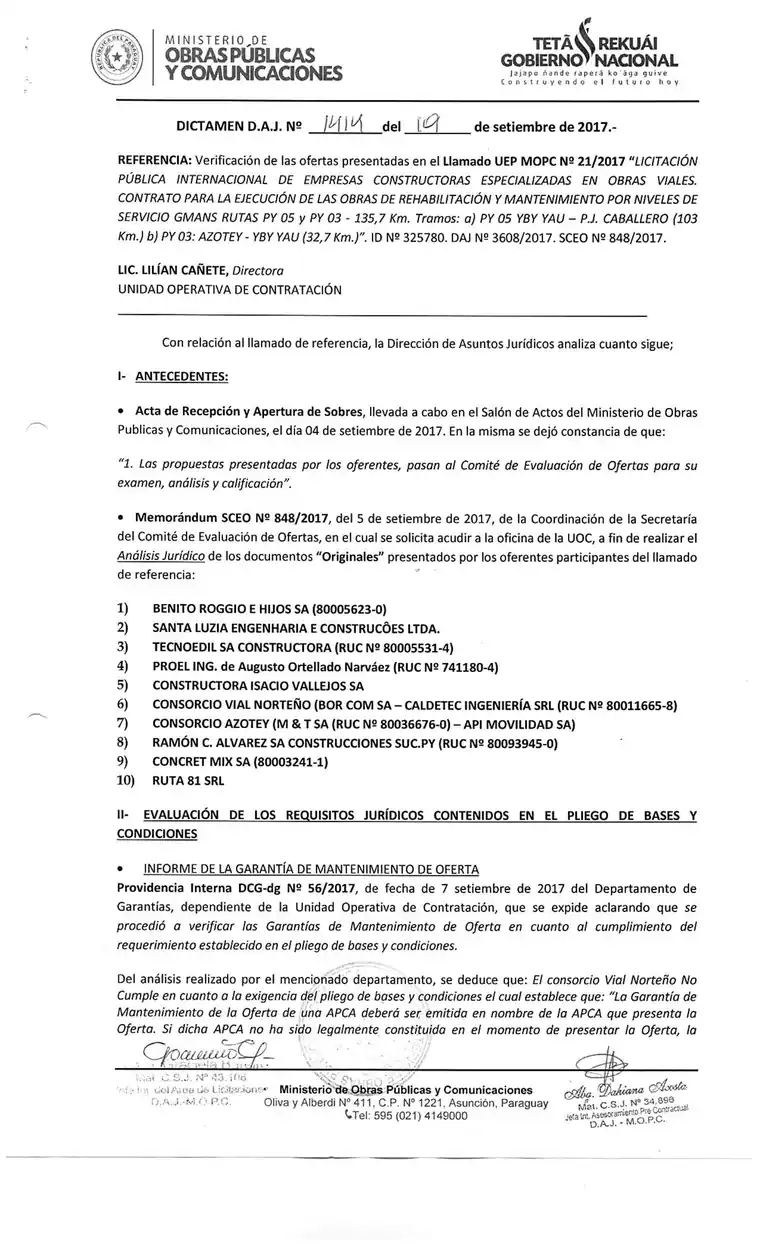 MINISTERIO DE
OBRAS PÚBLICAS
Y COMUNICACIONES
TETÃ REKUÁI
GOBIERNO NACIONAL
Jajapo ñande raperã ko'ãga guive
Construyendo el futuro hoy
DICTAMEN D.A.J. Nº 1414 del 19 de setiembre de 2017.-
REFERENCIA: Verificación de las ofertas presentadas en el Llamado UEP MOPC Nº 21/2017 “LICITACIÓN
PÚBLICA INTERNACIONAL DE EMPRESAS CONSTRUCTORAS ESPECIALIZADAS EN OBRAS VIALES.
CONTRATO PARA LA EJECUCIÓN DE LAS OBRAS DE REHABILITACIÓN Y MANTENIMIENTO POR NIVELES DE
SERVICIO GMANS RUTAS PY 05 y PY 03 - 135,7 Km. Tramos: a) PY 05 YBY YAU – P.J. CABALLERO (103
Km.) b) PY 03: AZOTEY - YBY YAU (32,7 Km.)”. ID Nº 325780. DAJ Nº 3608/2017. SCEO Nº 848/2017.
LIC. LILÍAN CAÑETE, Directora
UNIDAD OPERATIVA DE CONTRATACIÓN
Con relación al llamado de referencia, la Dirección de Asuntos Jurídicos analiza cuanto sigue;
I- ANTECEDENTES:
• Acta de Recepción y Apertura de Sobres, llevada a cabo en el Salón de Actos del Ministerio de Obras
Publicas y Comunicaciones, el día 04 de setiembre de 2017. En la misma se dejó constancia de que:
“1. Las propuestas presentadas por los oferentes, pasan al Comité de Evaluación de Ofertas para su
examen, análisis y calificación”.
• Memorándum SCEO Nº 848/2017, del 5 de setiembre de 2017, de la Coordinación de la Secretaría
del Comité de Evaluación de Ofertas, en el cual se solicita acudir a la oficina de la UOC, a fin de realizar el
Análisis Jurídico de los documentos “Originales” presentados por los oferentes participantes del llamado
de referencia:
1) BENITO ROGGIO E HIJOS SA (80005623-0)
2) SANTA LUZIA ENGENHARIA E CONSTRUCÔES LTDA.
3) TECNOEDIL SA CONSTRUCTORA (RUC Nº 80005531-4)
4) PROEL ING. de Augusto Ortellado Narváez (RUC Nº 741180-4)
5) CONSTRUCTORA ISACIO VALLEJOS SA
6) CONSORCIO VIAL NORTEÑO (BOR COM SA – CALDETEC INGENIERÍA SRL (RUC Nº 80011665-8)
7) CONSORCIO AZOTEY (M & T SA (RUC Nº 80036676-0) – API MOVILIDAD SA)
8) RAMÓN C. ALVAREZ SA CONSTRUCCIONES SUC.PY (RUC Nº 80093945-0)
9) CONCRET MIX SA (80003241-1)
10) RUTA 81 SRL
II- EVALUACIÓN DE LOS REQUISITOS JURÍDICOS CONTENIDOS EN EL PLIEGO DE BASES Y
CONDICIONES
• INFORME DE LA GARANTÍA DE MANTENIMIENTO DE OFERTA
Providencia Interna DCG-dg Nº 56/2017, de fecha de 7 setiembre de 2017 del Departamento de
Garantías, dependiente de la Unidad Operativa de Contratación, que se expide aclarando que se
procedió a verificar las Garantías de Mantenimiento de Oferta en cuanto al cumplimiento del
requerimiento establecido en el pliego de bases y condiciones.
Del análisis realizado por el mencionado departamento, se deduce que: El consorcio Vial Norteño No
Cumple en cuanto a la exigencia del pliego de bases y condiciones el cual establece que: “La Garantía de
Mantenimiento de la Oferta de una APCA deberá ser emitida en nombre de la APCA que presenta la
Oferta. Si dicha APCA no ha sido legalmente constituida en el momento de presentar la Oferta, la
Ministerio de Obras Públicas y Comunicaciones
Oliva y Alberdi Nº 411, C.P. Nº 1221, Asunción, Paraguay
Tel: 595 (021) 4149000
D.A.J.-M.O.P.C.
Abg. Dahiana Acosta
Mat. C.S.J. Nº 34.898
Jefa Int. Asesoramiento Pre Contractual
D.A.J. - M.O.P.C.